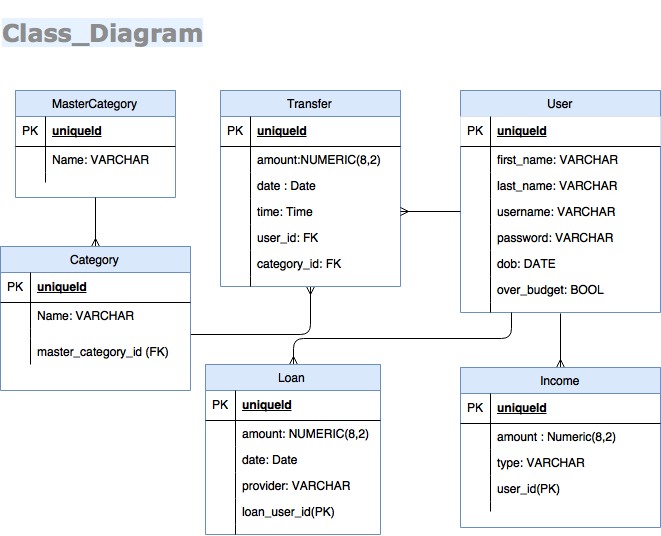 Class_Diagram
MasterCategory
PK uniqueId
Name: VARCHAR
Transfer
PK uniqueId
amount:NUMERIC(8,2)
date : Date
time: Time
user_id: FK
category_id: FK
User
PK uniqueId
first_name: VARCHAR
last_name: VARCHAR
username: VARCHAR
password: VARCHAR
dob: DATE
over_budget: BOOL
Category
PK uniqueId
Name: VARCHAR
master_category_id (FK)
Loan
PK uniqueId
amount: NUMERIC(8,2)
date: Date
provider: VARCHAR
loan_user_id(PK)
Income
PK uniqueId
amount : Numeric(8,2)
type: VARCHAR
user_id(PK)